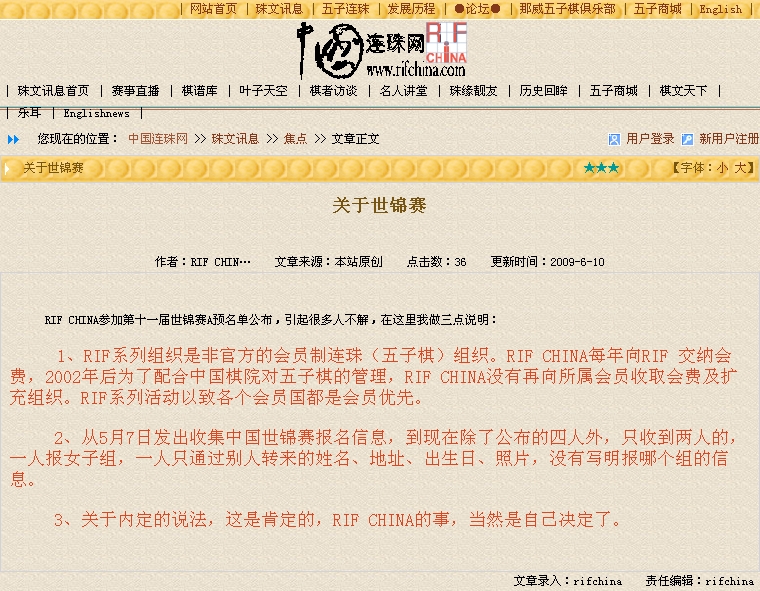 | 网站首页 | 珠文讯息 | 五子连珠 | 发展历程 | ●论坛● | 那威五子棋俱乐部 | 五子商城 | English |
中国连珠网 RIF CHINA
www.rifchina.com
| 珠文讯息首页 | 赛事直播 | 棋谱库 | 叶子天空 | 棋者访谈 | 名人讲堂 | 珠缘靓友 | 历史回眸 | 五子商城 | 棋文天下 |
| 乐耳 | Englishnews |
您现在的位置： 中国连珠网 >> 珠文讯息 >> 焦点 >> 文章正文 用户登录 新用户注册
关于世锦赛 ★★★ 【字体：小 大】
关于世锦赛
作者：RIF CHIN… 文章来源：本站原创 点击数：36 更新时间：2009-6-10
RIF CHINA参加第十一届世锦赛A预名单公布，引起很多人不解，在这里我做三点说明：
1、RIF系列组织是非官方的会员制连珠（五子棋）组织。RIF CHINA每年向RIF 交纳会
费，2002年后为了配合中国棋院对五子棋的管理，RIF CHINA没有再向所属会员收取会费及扩
充组织。RIF系列活动以致各个会员国都是会员优先。
2、从5月7日发出收集中国世锦赛报名信息，到现在除了公布的四人外，只收到两人的，
一人报女子组，一人只通过别人转来的姓名、地址、出生日、照片，没有写明报哪个组的信
息。
3、关于内定的说法，这是肯定的，RIF CHINA的事，当然是自己决定了。
文章录入：rifchina 责任编辑：rifchina